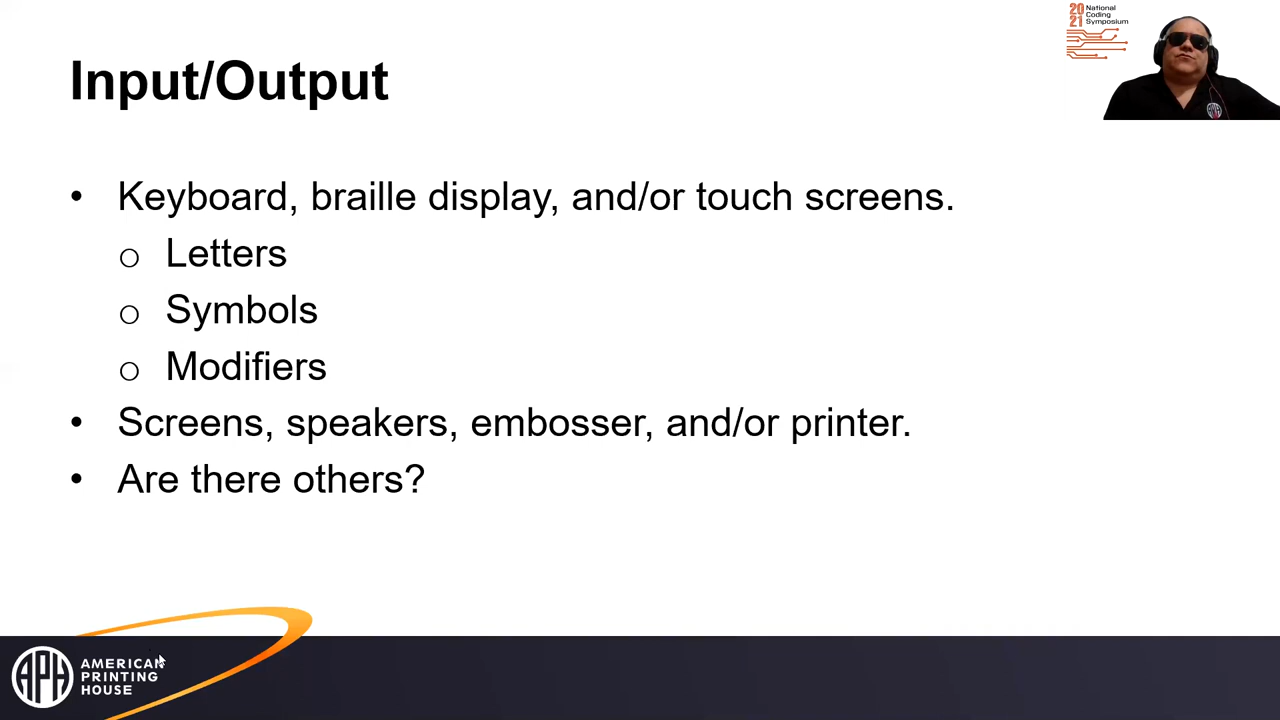 20
21
National
Coding
Symposium
Input/Output
• Keyboard, braille display, and/or touch screens.
o Letters
o Symbols
o Modifiers
• Screens, speakers, embosser, and/or printer.
• Are there others?
APH
AMERICAN
PRINTING
HOUSE